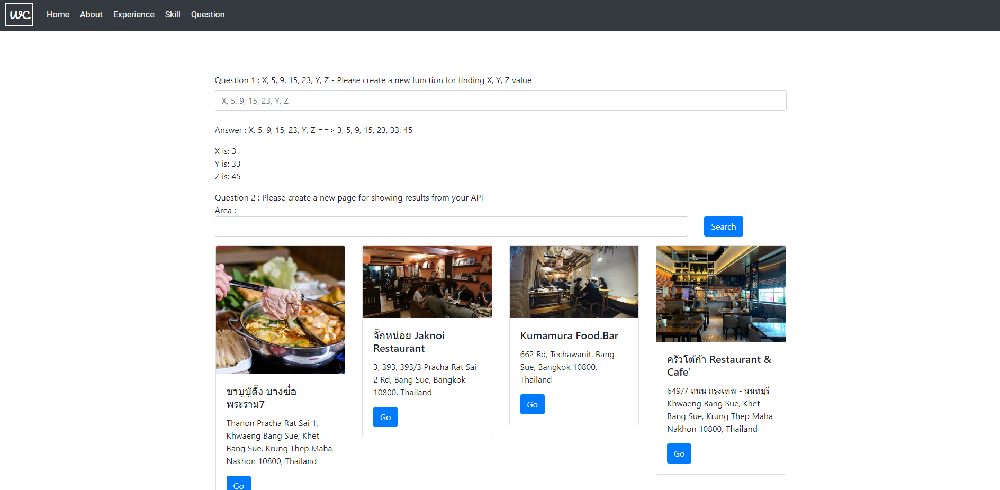 WC
Home About Experience Skill Question
Question 1 : X, 5, 9, 15, 23, Y, Z - Please create a new function for finding X, Y, Z value
X, 5, 9, 15, 23, Y, Z
Answer : X, 5, 9, 15, 23, Y, Z ==> 3, 5, 9, 15, 23, 33, 45
X is: 3
Y is: 33
Z is: 45
Question 2 : Please create a new page for showing results from your API
Area :
Search
ชาบูบู๊ตึ๊ง บางซื่อ
พระราม7
Thanon Pracha Rat Sai 1,
Khwaeng Bang Sue, Khet
Bang Sue, Krung Thep Maha
Nakhon 10800, Thailand
Go
จั๊กหน่อย Jaknoi
Restaurant
3, 393, 393/3 Pracha Rat Sai
2 Rd, Bang Sue, Bangkok
10800, Thailand
Go
Kumamura Food.Bar
662 Rd, Techawanit, Bang
Sue, Bangkok 10800,
Thailand
Go
ครัวโต้ก้า Restaurant &
Cafe'
649/7 ถนน กรุงเทพ - นนทบุรี
Khwaeng Bang Sue, Khet
Bang Sue, Krung Thep Maha
Nakhon 10800, Thailand
Go